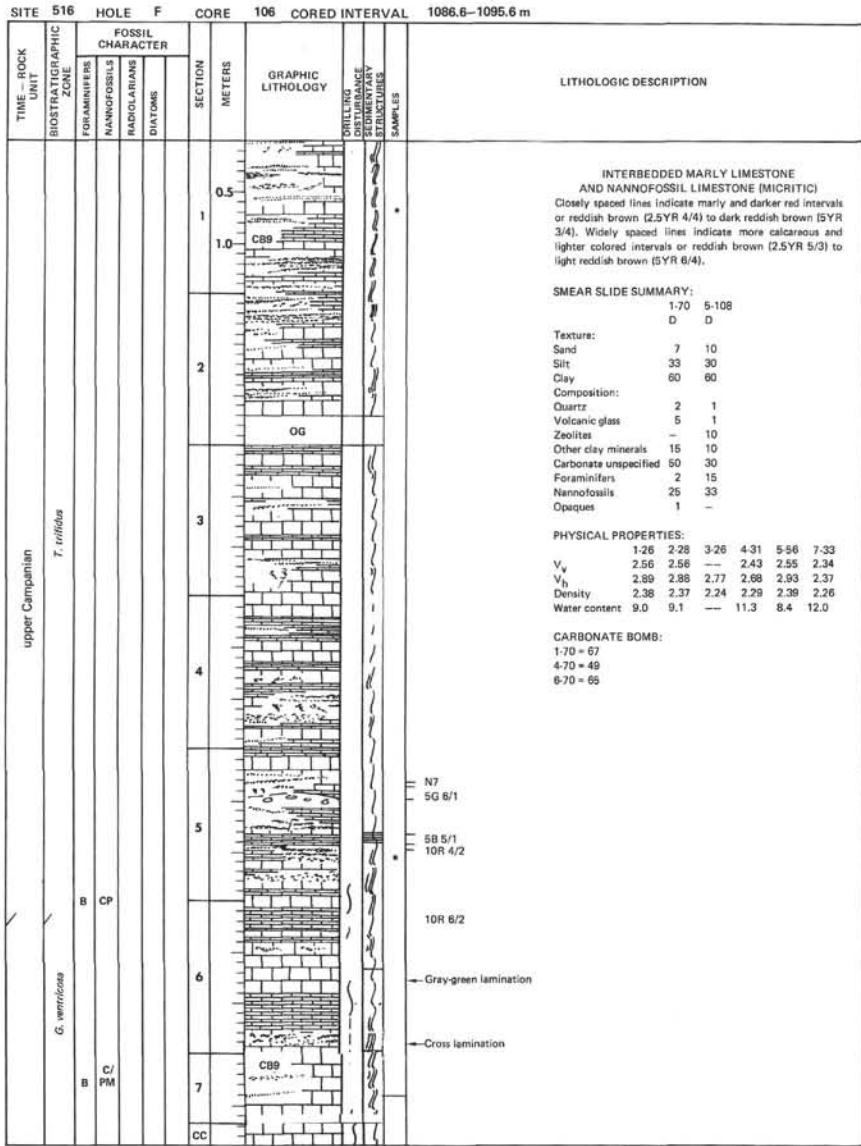 SITE 516 HOLE F CORE 106 CORED INTERVAL 1086.6–1095.6 m
TIME – ROCK UNIT
BIOSTRATIGRAPHIC ZONE
FOSSIL CHARACTER
FORAMINIFERS
NANNOFOSSILS
RADIOLARIANS
DIATOMS
SECTION
METERS
GRAPHIC LITHOLOGY
DRILLING DISTURBANCE
SEDIMENTARY STRUCTURES
SAMPLES
LITHOLOGIC DESCRIPTION
upper Campanian
T. trifidus
G. ventricosa
B CP
B C/PM
1
0.5
1.0
CB9
*
2
OG
3
4
5
N7
5G 6/1
5B 5/1
10R 4/2
*
6
10R 6/2
Gray-green lamination
Cross lamination
7
CB9
CC
INTERBEDDED MARLY LIMESTONE
AND NANNOFOSSIL LIMESTONE (MICRITIC)
Closely spaced lines indicate marly and darker red intervals
or reddish brown (2.5YR 4/4) to dark reddish brown (5YR
3/4). Widely spaced lines indicate more calcareous and
lighter colored intervals or reddish brown (2.5YR 5/3) to
light reddish brown (5YR 6/4).
SMEAR SLIDE SUMMARY:
1-70 5-108
D D
Texture:
Sand 7 10
Silt 33 30
Clay 60 60
Composition:
Quartz 2 1
Volcanic glass 5 1
Zeolites – 10
Other clay minerals 15 10
Carbonate unspecified 50 30
Foraminifers 2 15
Nannofossils 25 33
Opaques 1 –
PHYSICAL PROPERTIES:
1-26 2-28 3-26 4-31 5-56 7-33
Vv 2.56 2.56 –– 2.43 2.55 2.34
Vh 2.89 2.88 2.77 2.68 2.93 2.37
Density 2.38 2.37 2.24 2.29 2.39 2.26
Water content 9.0 9.1 –– 11.3 8.4 12.0
CARBONATE BOMB:
1-70 = 67
4-70 = 49
6-70 = 65